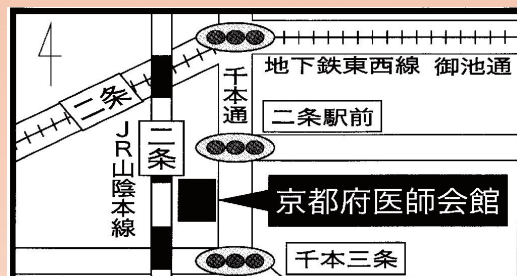 地下鉄東西線 御池通
二条
千本通
二条駅前
二条
JR山陰本線
京都府医師会館
千本三条